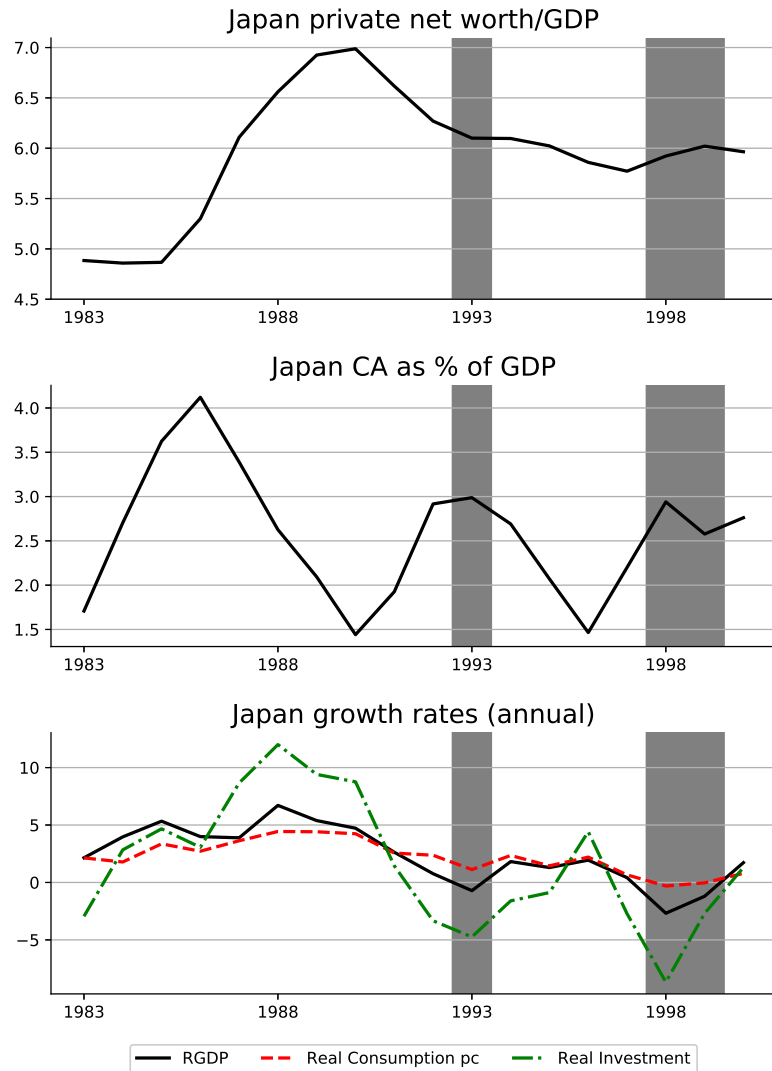 Japan private net worth/GDP
7.0
6.5
6.0
5.5
5.0
4.5
1983 1988 1993 1998
Japan CA as % of GDP
4.0
3.5
3.0
2.5
2.0
1.5
1983 1988 1993 1998
Japan growth rates (annual)
10
5
0
−5
1983 1988 1993 1998
RGDP Real Consumption pc Real Investment